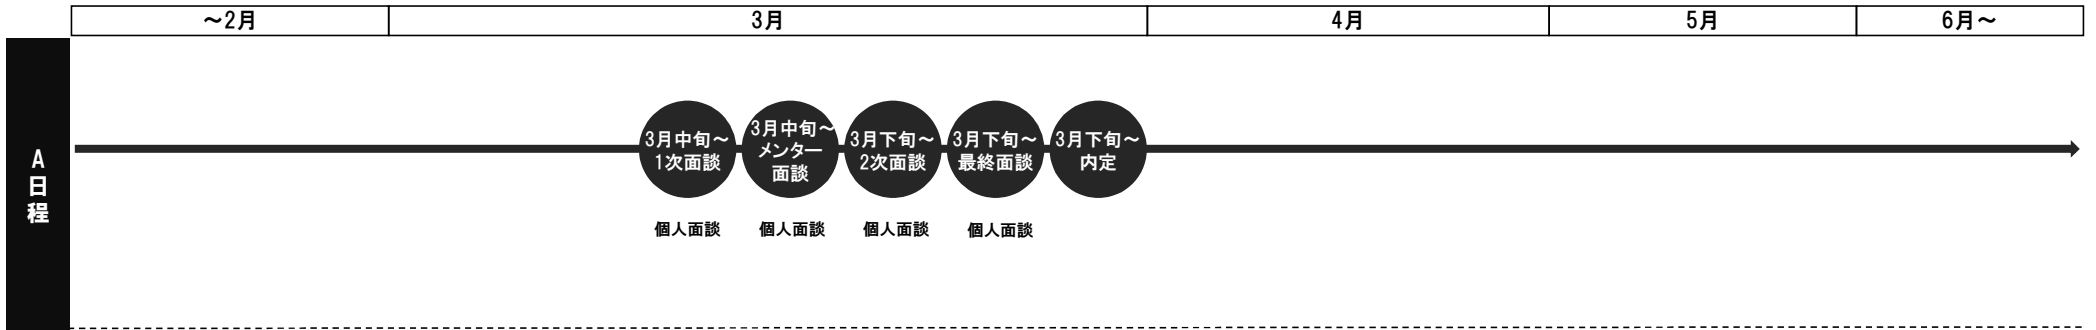 ～2月
3月
4月
5月
6月～
A日程
3月中旬～
1次面談
3月中旬～
メンター
面談
3月下旬～
2次面談
3月下旬～
最終面談
3月下旬～
内定
個人面談
個人面談
個人面談
個人面談